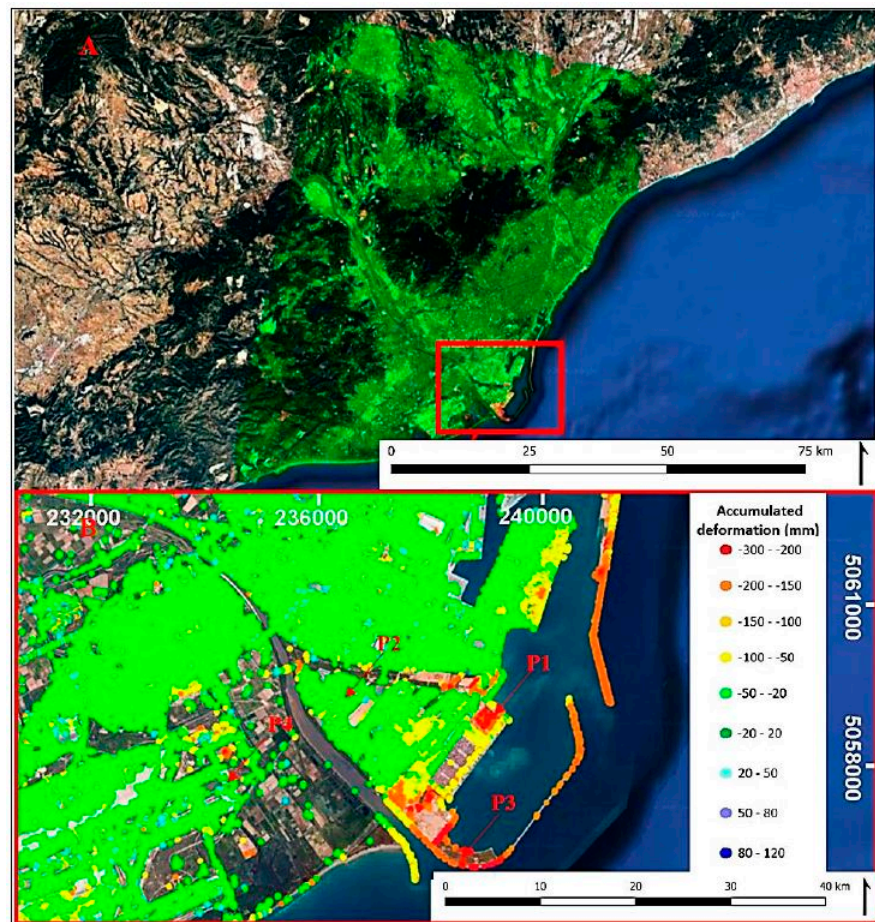 A
0 25 50 75 km
232000 236000 240000
B
Accumulated
deformation (mm)
-300 - -200
-200 - -150
-150 - -100
-100 - -50
-50 - -20
-20 - 20
20 - 50
50 - 80
80 - 120
5061000
5058000
P2
P1
P4
P3
0 10 20 30 40 km